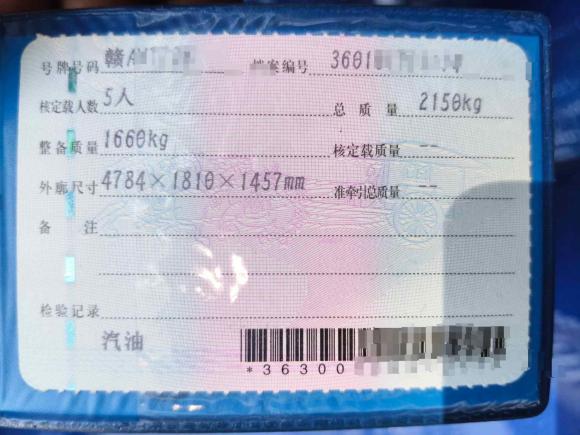 号牌号码 赣A 档案编号 3601
核定载人数 5人 总质量 2150kg
整备质量 1660kg 核定载质量 --
外廓尺寸 4784×1810×1457mm 准牵引总质量 --
备注
检验记录
汽油
*36300